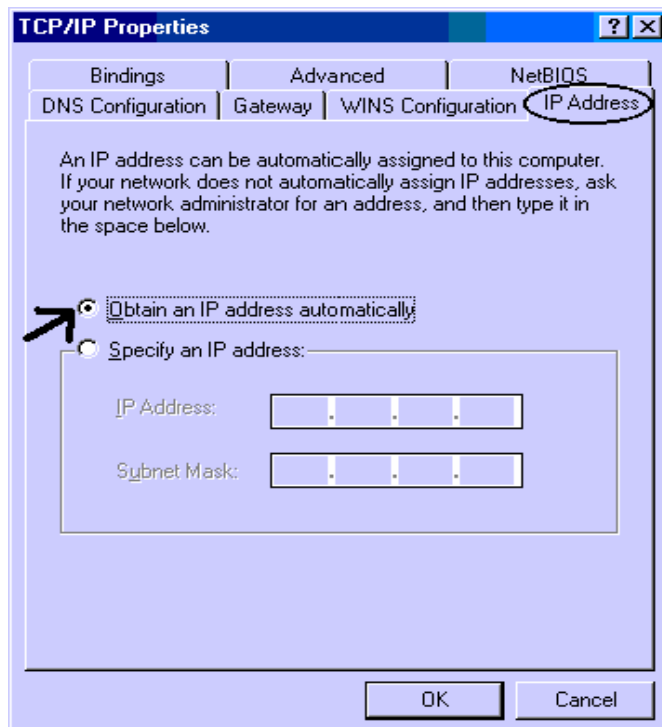 TCP/IP Properties
? X
Bindings Advanced NetBIOS
DNS Configuration Gateway WINS Configuration IP Address
An IP address can be automatically assigned to this computer.
If your network does not automatically assign IP addresses, ask
your network administrator for an address, and then type it in
the space below.
Obtain an IP address automatically
Specify an IP address:
IP Address:
. . .
Subnet Mask:
. . .
OK Cancel